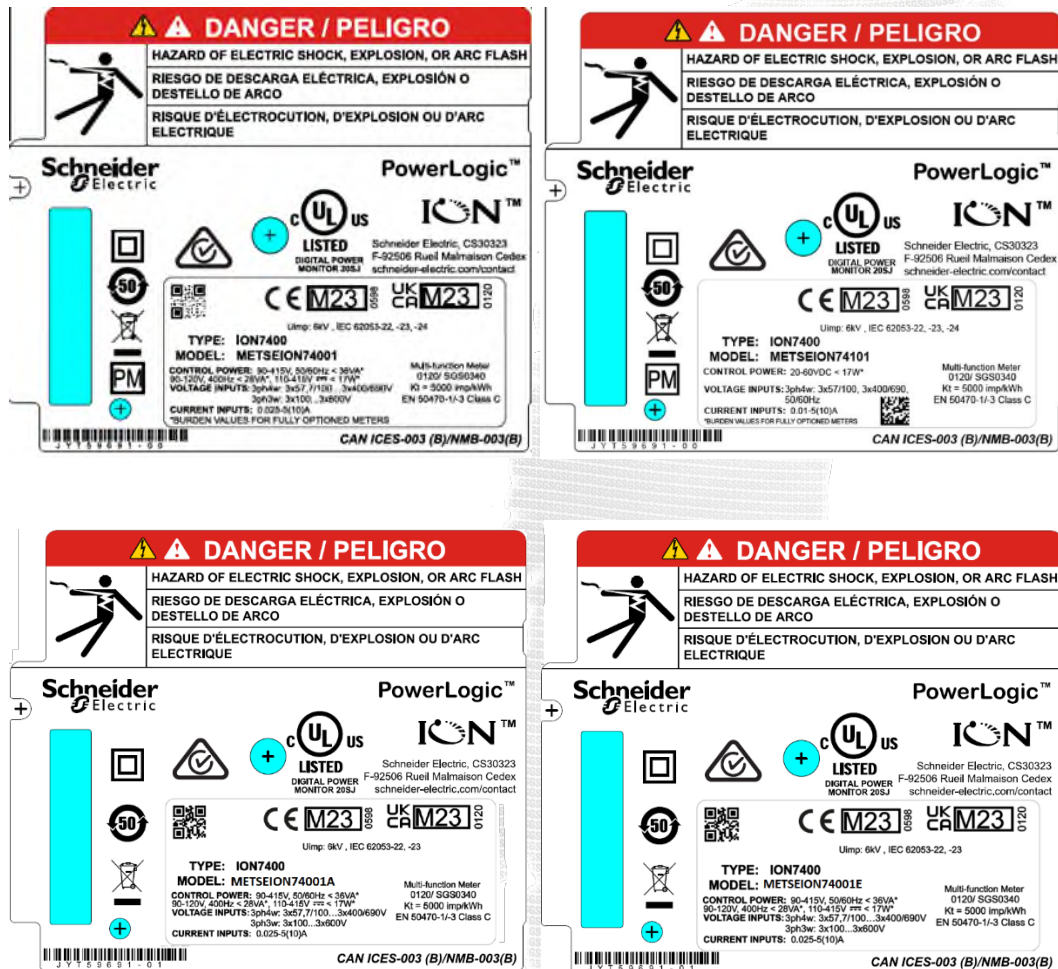 DANGER / PELIGRO
HAZARD OF ELECTRIC SHOCK, EXPLOSION, OR ARC FLASH
RIESGO DE DESCARGA ELÉCTRICA, EXPLOSIÓN O
DESTELLO DE ARCO
RISQUE D'ÉLECTROCUTION, D'EXPLOSION OU D'ARC
ELECTRIQUE
Schneider
Electric
PowerLogic™
ION™
C UL US
LISTED
DIGITAL POWER
MONITOR 20SJ
Schneider Electric, CS30323
F-92506 Rueil Malmaison Cedex
schneider-electric.com/contact
50
PM
CE M23 0598 UK CA M23 0120
Uimp: 6kV , IEC 62053-22, -23, -24
TYPE: ION7400
MODEL: METSEION74001
CONTROL POWER: 90-415V, 50/60Hz < 36VA*
90-120V, 400Hz < 28VA*, 110-415V < 17W*
VOLTAGE INPUTS: 3ph4w: 3x57,7/100...3x400/690V
3ph3w: 3x100...3x600V
CURRENT INPUTS: 0.025-5(10)A
*BURDEN VALUES FOR FULLY OPTIONED METERS
Multi-function Meter
0120/ SGS0340
Kt = 5000 imp/kWh
EN 50470-1/-3 Class C
JYT59691-00
CAN ICES-003 (B)/NMB-003(B)
DANGER / PELIGRO
HAZARD OF ELECTRIC SHOCK, EXPLOSION, OR ARC FLASH
RIESGO DE DESCARGA ELÉCTRICA, EXPLOSIÓN O
DESTELLO DE ARCO
RISQUE D'ÉLECTROCUTION, D'EXPLOSION OU D'ARC
ELECTRIQUE
Schneider
Electric
PowerLogic™
ION™
C UL US
LISTED
DIGITAL POWER
MONITOR 20SJ
Schneider Electric, CS30323
F-92506 Rueil Malmaison Cedex
schneider-electric.com/contact
50
PM
CE M23 0598 UK CA M23 0120
Uimp: 6kV , IEC 62053-22, -23, -24
TYPE: ION7400
MODEL: METSEION74101
CONTROL POWER: 20-60VDC < 17W*
VOLTAGE INPUTS: 3ph4w: 3x57/100, 3x400/690,
50/60Hz
CURRENT INPUTS: 0.01-5(10)A
*BURDEN VALUES FOR FULLY OPTIONED METERS
Multi-function Meter
0120/ SGS0340
Kt = 5000 imp/kWh
EN 50470-1/-3 Class C
JYT59691-00
CAN ICES-003 (B)/NMB-003(B)
DANGER / PELIGRO
HAZARD OF ELECTRIC SHOCK, EXPLOSION, OR ARC FLASH
RIESGO DE DESCARGA ELÉCTRICA, EXPLOSIÓN O
DESTELLO DE ARCO
RISQUE D'ÉLECTROCUTION, D'EXPLOSION OU D'ARC
ELECTRIQUE
Schneider
Electric
PowerLogic™
ION™
C UL US
LISTED
DIGITAL POWER
MONITOR 20SJ
Schneider Electric, CS30323
F-92506 Rueil Malmaison Cedex
schneider-electric.com/contact
50
CE M23 0598 UK CA M23 0120
Uimp: 6kV , IEC 62053-22, -23
TYPE: ION7400
MODEL: METSEION74001A
CONTROL POWER: 90-415V, 50/60Hz < 36VA*
90-120V, 400Hz < 28VA*, 110-415V < 17W*
VOLTAGE INPUTS: 3ph4w: 3x57,7/100...3x400/690V
3ph3w: 3x100...3x600V
CURRENT INPUTS: 0.025-5(10)A
Multi-function Meter
0120/ SGS0340
Kt = 5000 imp/kWh
EN 50470-1/-3 Class C
JYT59691-01
CAN ICES-003 (B)/NMB-003(B)
DANGER / PELIGRO
HAZARD OF ELECTRIC SHOCK, EXPLOSION, OR ARC FLASH
RIESGO DE DESCARGA ELÉCTRICA, EXPLOSIÓN O
DESTELLO DE ARCO
RISQUE D'ÉLECTROCUTION, D'EXPLOSION OU D'ARC
ELECTRIQUE
Schneider
Electric
PowerLogic™
ION™
C UL US
LISTED
DIGITAL POWER
MONITOR 20SJ
Schneider Electric, CS30323
F-92506 Rueil Malmaison Cedex
schneider-electric.com/contact
50
CE M23 0598 UK CA M23 0120
Uimp: 6kV , IEC 62053-22, -23
TYPE: ION7400
MODEL: METSEION74001E
CONTROL POWER: 90-415V, 50/60Hz < 36VA*
90-120V, 400Hz < 28VA*, 110-415V < 17W*
VOLTAGE INPUTS: 3ph4w: 3x57,7/100...3x400/690V
3ph3w: 3x100...3x600V
CURRENT INPUTS: 0.025-5(10)A
Multi-function Meter
0120/ SGS0340
Kt = 5000 imp/kWh
EN 50470-1/-3 Class C
JYT59691-01
CAN ICES-003 (B)/NMB-003(B)